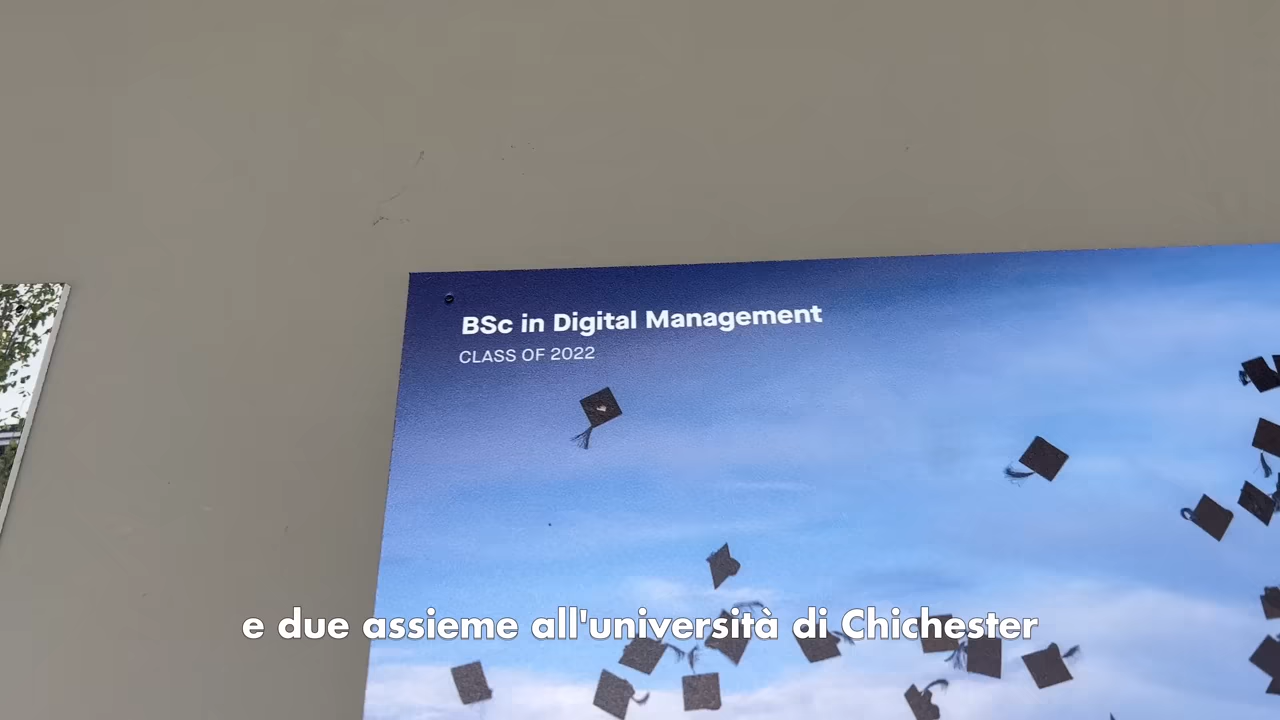 BSc in Digital Management
CLASS OF 2022
e due assieme all'università di Chichester